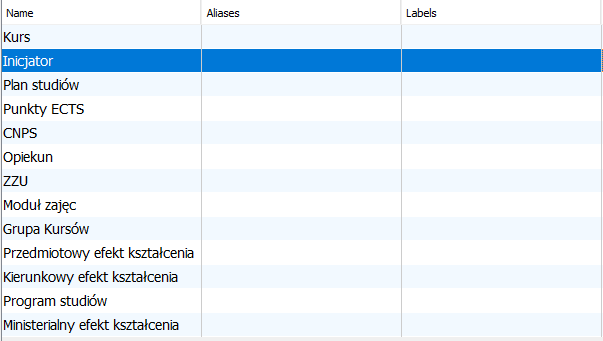 Name Aliases Labels
Kurs
Inicjator
Plan studiów
Punkty ECTS
CNPS
Opiekun
ZZU
Moduł zajęc
Grupa Kursów
Przedmiotowy efekt kształcenia
Kierunkowy efekt kształcenia
Program studiów
Ministerialny efekt kształcenia